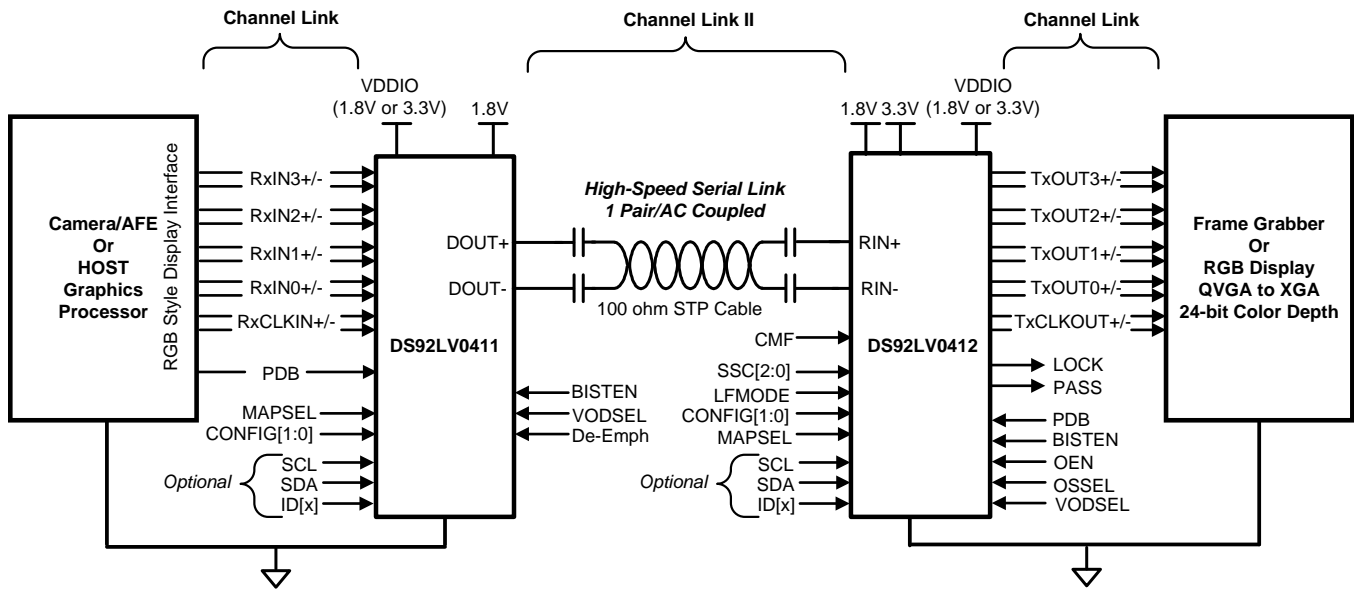 Channel Link
Channel Link II
Channel Link
VDDIO
(1.8V or 3.3V)
1.8V
1.8V 3.3V
VDDIO
(1.8V or 3.3V)
Camera/AFE
Or
HOST
Graphics
Processor
RGB Style Display Interface
RxIN3+/-
RxIN2+/-
RxIN1+/-
RxIN0+/-
RxCLKIN+/-
PDB
MAPSEL
CONFIG[1:0]
Optional
SCL
SDA
ID[x]
DS92LV0411
DOUT+
DOUT-
BISTEN
VODSEL
De-Emph
High-Speed Serial Link
1 Pair/AC Coupled
100 ohm STP Cable
RIN+
RIN-
CMF
SSC[2:0]
LFMODE
CONFIG[1:0]
MAPSEL
Optional
SCL
SDA
ID[x]
DS92LV0412
TxOUT3+/-
TxOUT2+/-
TxOUT1+/-
TxOUT0+/-
TxCLKOUT+/-
LOCK
PASS
PDB
BISTEN
OEN
OSSEL
VODSEL
Frame Grabber
Or
RGB Display
QVGA to XGA
24-bit Color Depth